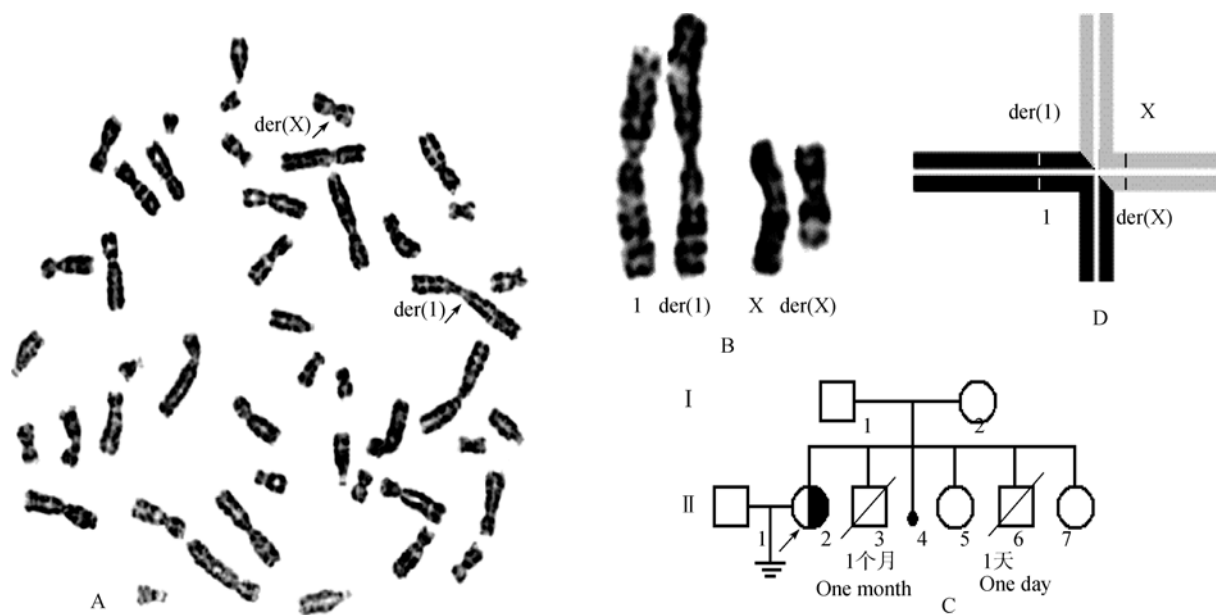 der(X)
der(1)
A
1 der(1) X der(X)
B
der(1) X
1 der(X)
D
I
1 2
II
1 2 3 4 5 6 7
1个月 1天
One month One day
C